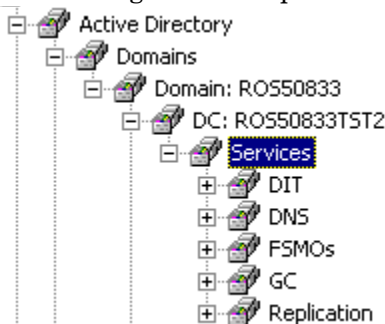 Active Directory
Domains
Domain: ROS50833
DC: ROS50833TST2
Services
DIT
DNS
FSMOs
GC
Replication